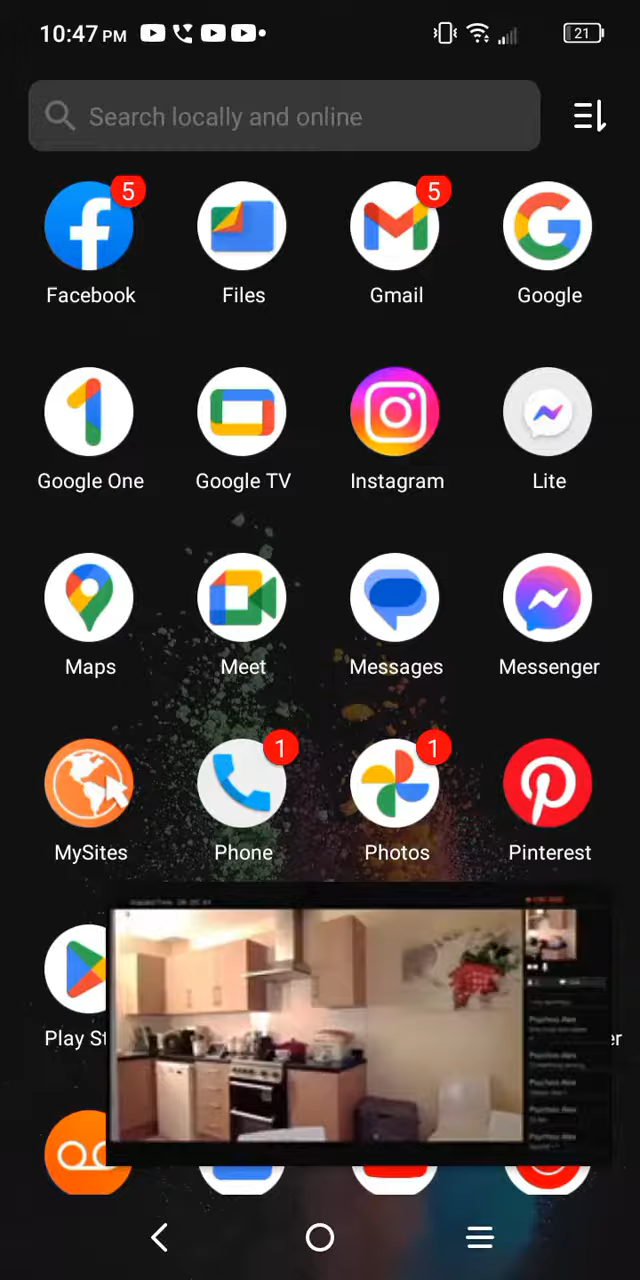 10:47 PM
21
Search locally and online
5
5
Facebook
Files
Gmail
Google
Google One
Google TV
Instagram
Lite
Maps
Meet
Messages
Messenger
1
1
MySites
Phone
Photos
Pinterest
Play St
er